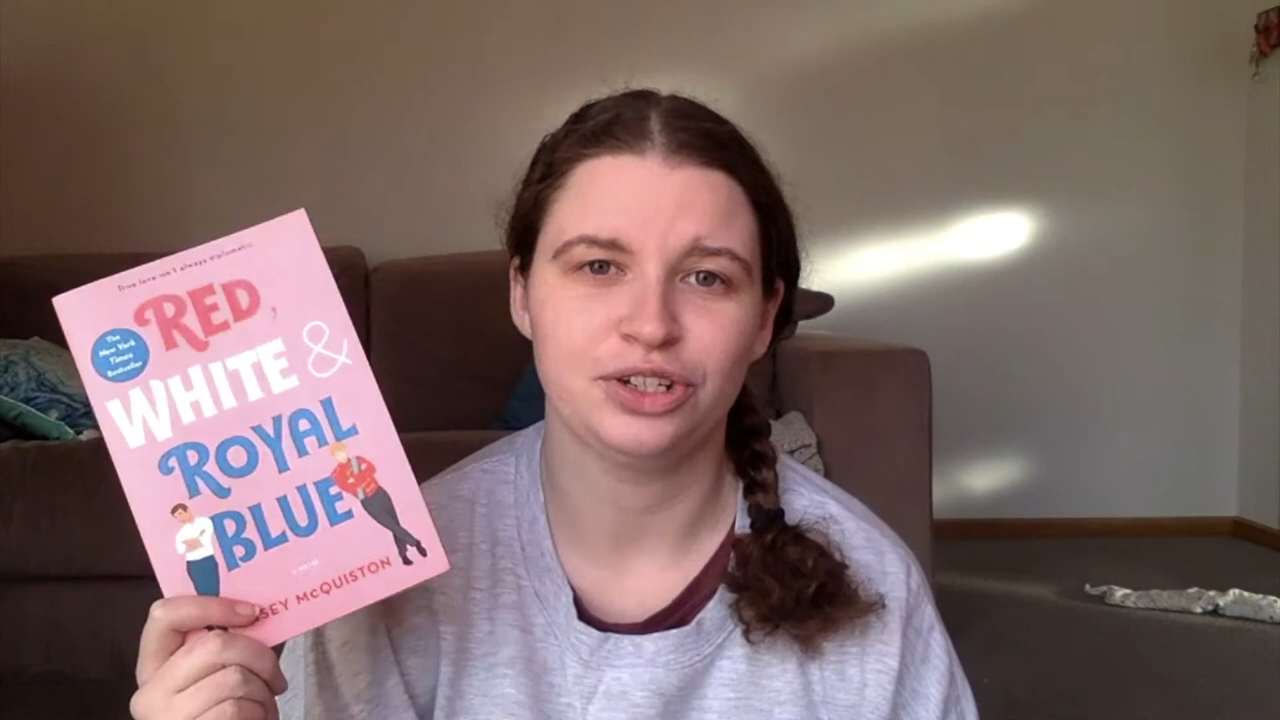 True love isn't always diplomatic.
RED,
The
New York
Times
Bestseller
WHITE &
ROYAL
BLUE
SEY McQUISTON